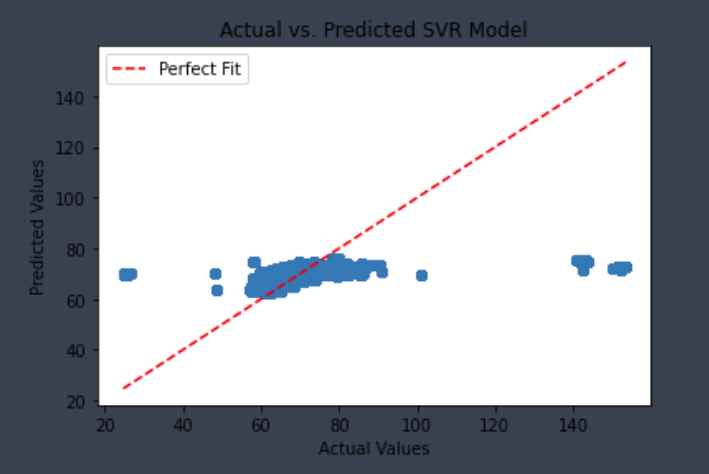 Actual vs. Predicted SVR Model
Perfect Fit
140
120
100
80
60
40
20
Predicted Values
20 40 60 80 100 120 140
Actual Values